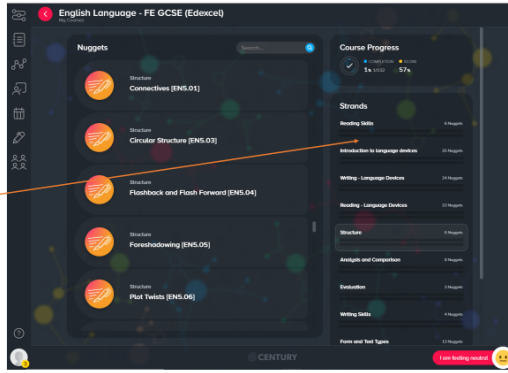 English Language - FE GCSE (Edexcel)
My Courses
Nuggets
Search...
Structure
Connectives [EN5.01]
Structure
Circular Structure [EN5.03]
Structure
Flashback and Flash Forward [EN5.04]
Structure
Foreshadowing [EN5.05]
Structure
Plot Twists [EN5.06]
Course Progress
COMPLETION
SCORE
1%
57%
Strands
Reading Skills
6 Nuggets
Introduction to language devices
Writing - Language Devices
24 Nuggets
Reading - Language Devices
Structure
Analysis and Comparison
8 Nuggets
Evaluation
3 Nuggets
Writing Skills
4 Nuggets
Form and Text Types
13 Nuggets
CENTURY
I am feeling neutral